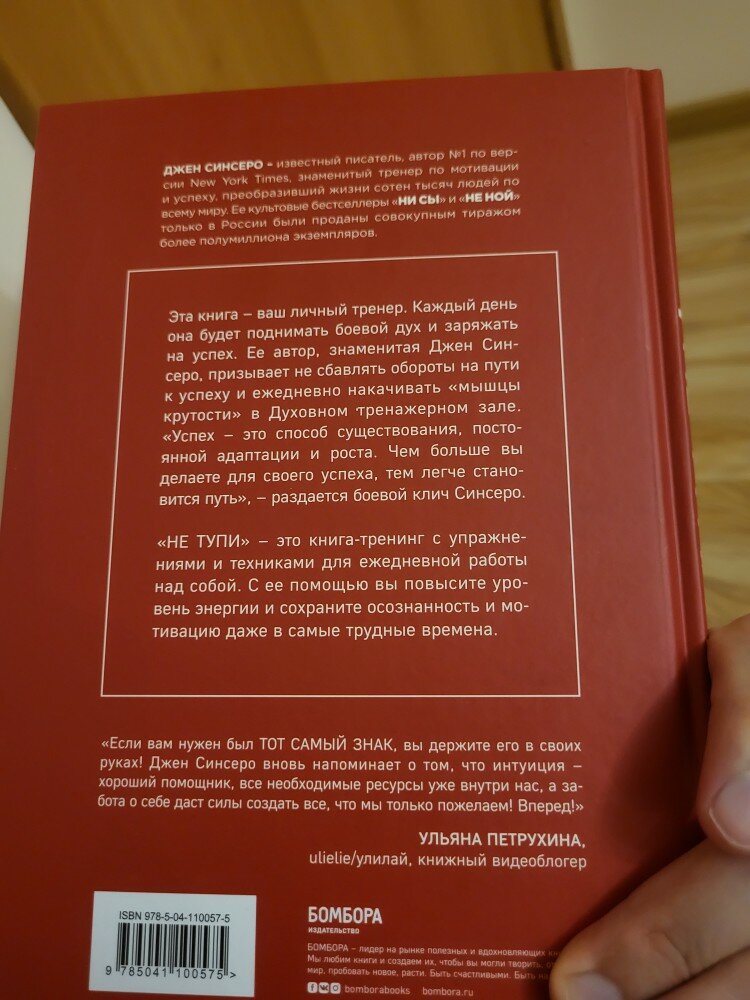 ДЖЕН СИНСЕРО – известный писатель, автор №1 по вер-
сии New York Times, знаменитый тренер по мотивации
и успеху, преобразивший жизни сотен тысяч людей по
всему миру. Ее культовые бестселлеры «НИ СЫ» и «НЕ НОЙ»
только в России были проданы совокупным тиражом
более полумиллиона экземпляров.
Эта книга – ваш личный тренер. Каждый день
она будет поднимать боевой дух и заряжать
на успех. Ее автор, знаменитая Джен Син-
серо, призывает не сбавлять обороты на пути
к успеху и ежедневно накачивать «мышцы
крутости» в Духовном тренажерном зале.
«Успех – это способ существования, посто-
янной адаптации и роста. Чем больше вы
делаете для своего успеха, тем легче стано-
вится путь», – раздается боевой клич Синсеро.
«НЕ ТУПИ» – это книга-тренинг с упражне-
ниями и техниками для ежедневной работы
над собой. С ее помощью вы повысите уро-
вень энергии и сохраните осознанность и мо-
тивацию даже в самые трудные времена.
«Если вам нужен был ТОТ САМЫЙ ЗНАК, вы держите его в своих
руках! Джен Синсеро вновь напоминает о том, что интуиция –
хороший помощник, все необходимые ресурсы уже внутри нас, а за-
бота о себе даст силы создать все, что мы только пожелаем! Вперед!»
УЛЬЯНА ПЕТРУХИНА,
ulielie/улилай, книжный видеоблогер
ISBN 978-5-04-110057-5
9 785041 100575 >
БОМБОРА
ИЗДАТЕЛЬСТВО
БОМБОРА – лидер на рынке полезных и вдохновляющих
Мы любим книги и создаем их, чтобы вы могли творить,
мир, пробовать новое, расти. Быть счастливыми. Быть
bomborabooks bombora.ru